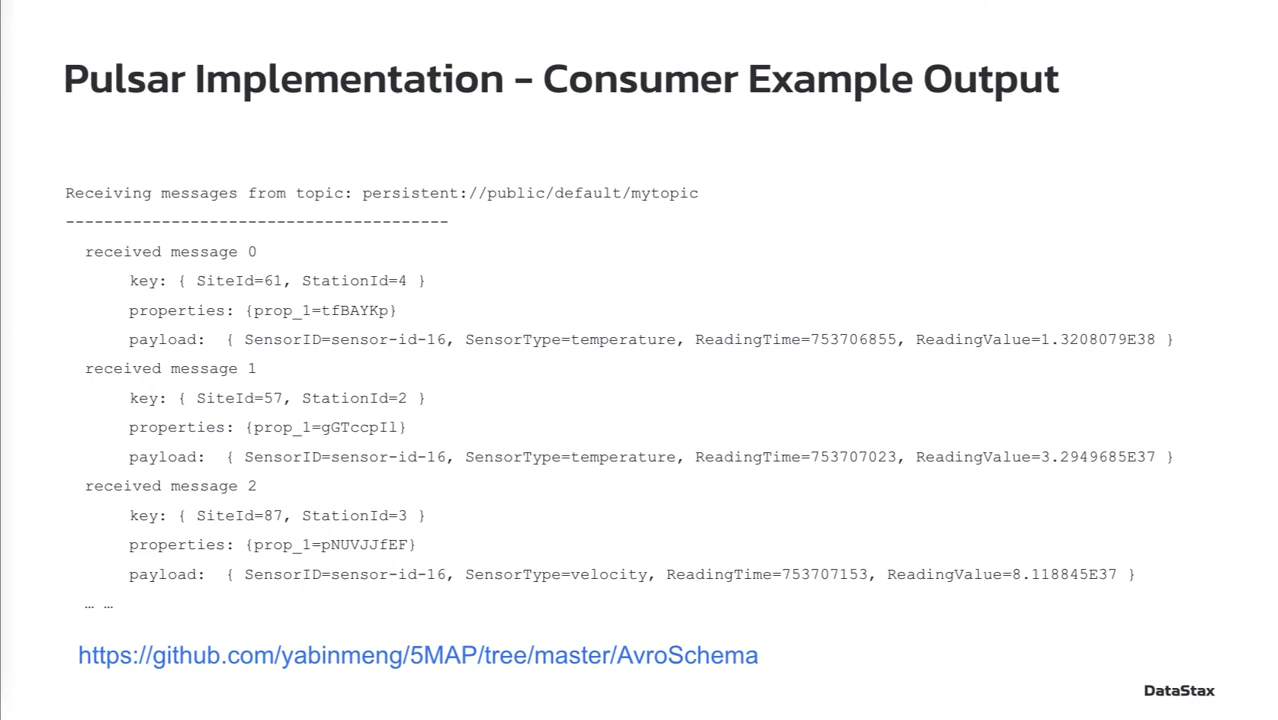 Pulsar Implementation – Consumer Example Output
Receiving messages from topic: persistent://public/default/mytopic
----------------------------------------
received message 0
key: { SiteId=61, StationId=4 }
properties: {prop_1=tfBAYKp}
payload:  { SensorID=sensor-id-16, SensorType=temperature, ReadingTime=753706855, ReadingValue=1.3208079E38 }
received message 1
key: { SiteId=57, StationId=2 }
properties: {prop_1=gGTccpIl}
payload:  { SensorID=sensor-id-16, SensorType=temperature, ReadingTime=753707023, ReadingValue=3.2949685E37 }
received message 2
key: { SiteId=87, StationId=3 }
properties: {prop_1=pNUVJJfEF}
payload:  { SensorID=sensor-id-16, SensorType=velocity, ReadingTime=753707153, ReadingValue=8.118845E37 }
… …
https://github.com/yabinmeng/5MAP/tree/master/AvroSchema
DataStax